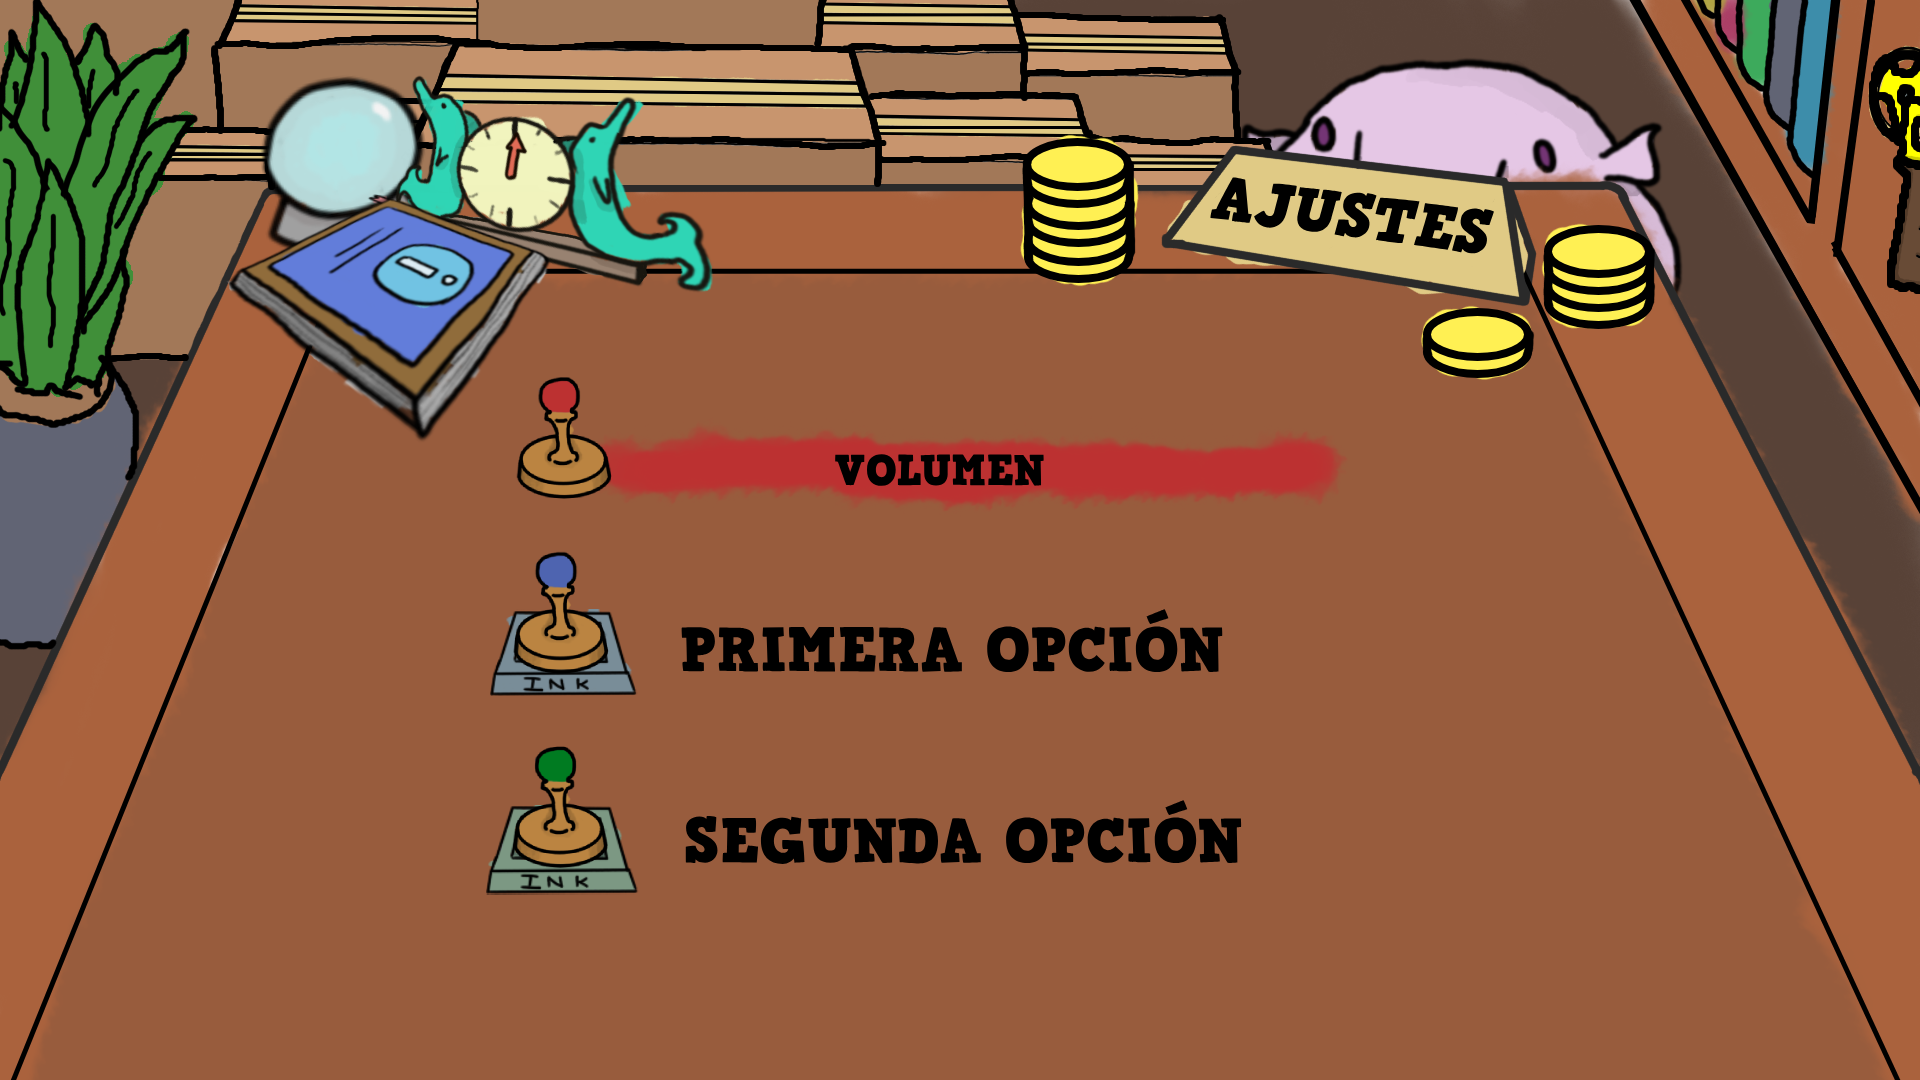 AJUSTES
VOLUMEN
PRIMERA OPCIÓN
INK
SEGUNDA OPCIÓN
INK